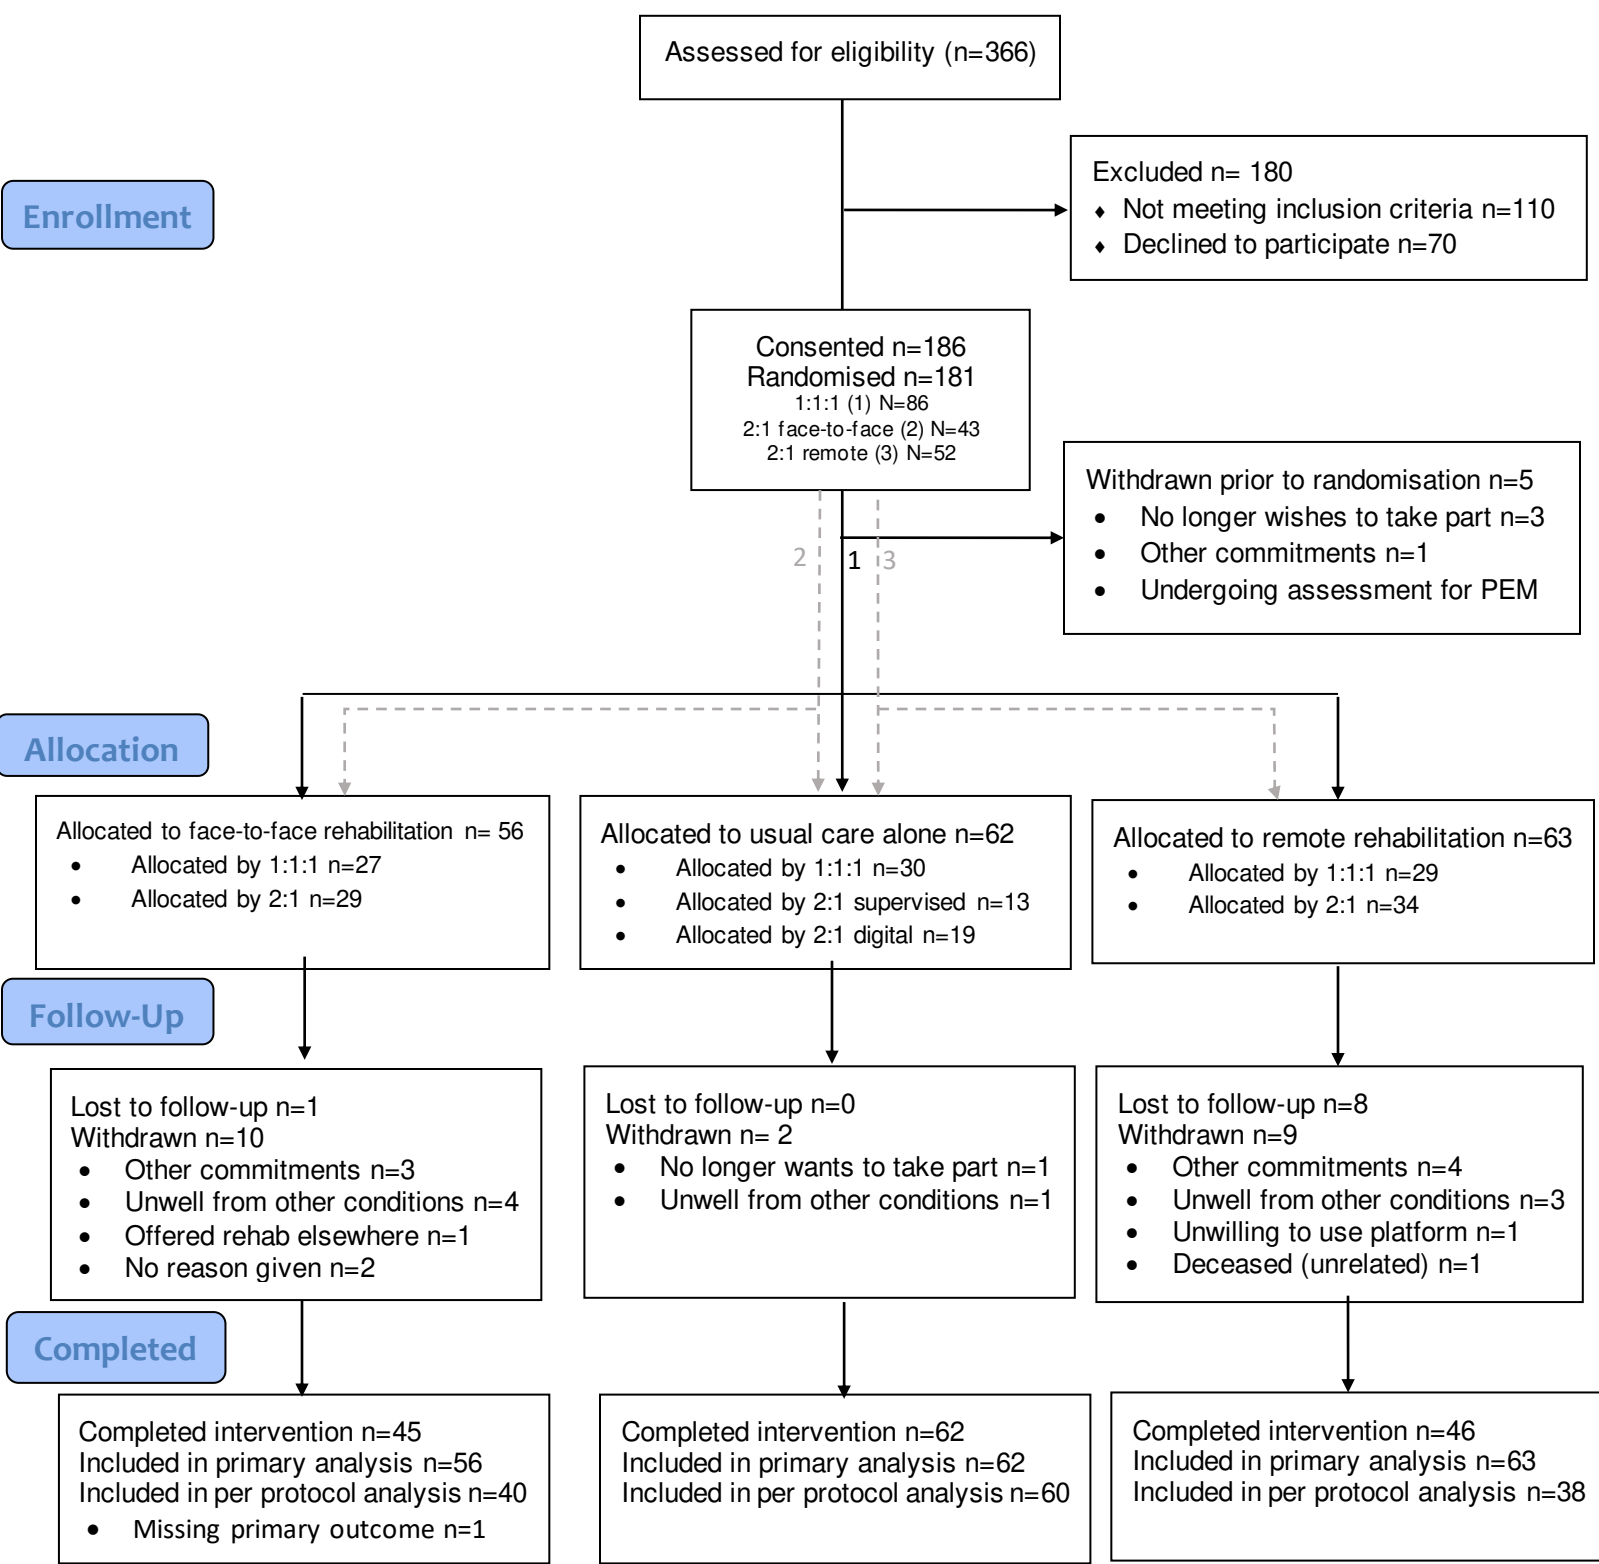 Assessed for eligibility (n=366)
Enrollment
Excluded n= 180
♦ Not meeting inclusion criteria n=110
♦ Declined to participate n=70
Consented n=186
Randomised n=181
1:1:1 (1) N=86
2:1 face-to-face (2) N=43
2:1 remote (3) N=52
Withdrawn prior to randomisation n=5
• No longer wishes to take part n=3
• Other commitments n=1
• Undergoing assessment for PEM
2 1 3
Allocation
Allocated to face-to-face rehabilitation n= 56
• Allocated by 1:1:1 n=27
• Allocated by 2:1 n=29
Allocated to usual care alone n=62
• Allocated by 1:1:1 n=30
• Allocated by 2:1 supervised n=13
• Allocated by 2:1 digital n=19
Allocated to remote rehabilitation n=63
• Allocated by 1:1:1 n=29
• Allocated by 2:1 n=34
Follow-Up
Lost to follow-up n=1
Withdrawn n=10
• Other commitments n=3
• Unwell from other conditions n=4
• Offered rehab elsewhere n=1
• No reason given n=2
Lost to follow-up n=0
Withdrawn n= 2
• No longer wants to take part n=1
• Unwell from other conditions n=1
Lost to follow-up n=8
Withdrawn n=9
• Other commitments n=4
• Unwell from other conditions n=3
• Unwilling to use platform n=1
• Deceased (unrelated) n=1
Completed
Completed intervention n=45
Included in primary analysis n=56
Included in per protocol analysis n=40
• Missing primary outcome n=1
Completed intervention n=62
Included in primary analysis n=62
Included in per protocol analysis n=60
Completed intervention n=46
Included in primary analysis n=63
Included in per protocol analysis n=38